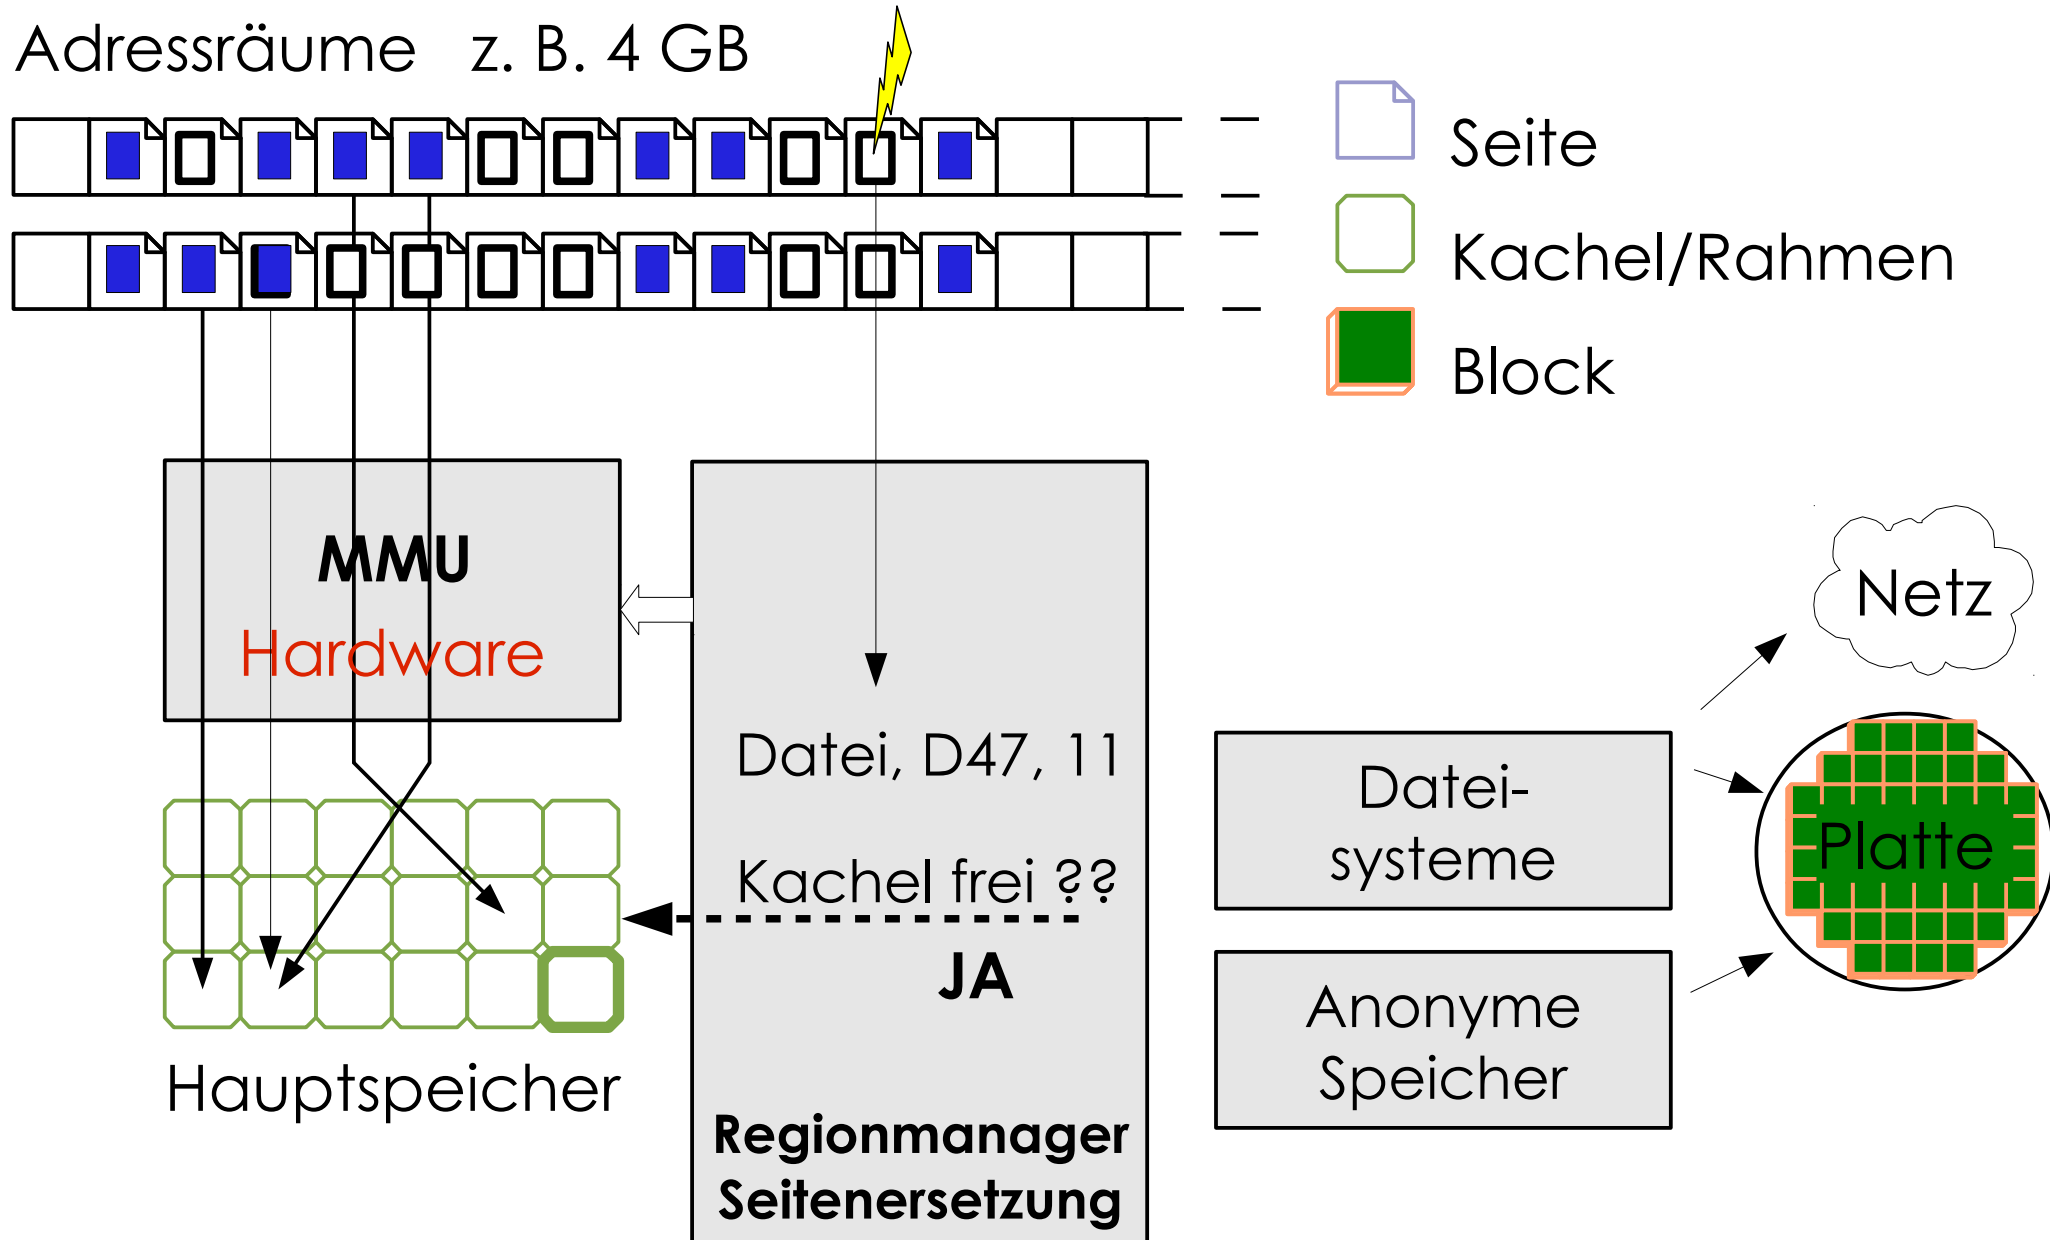 Adressräume z. B. 4 GB
Seite
Kachel/Rahmen
Block
MMU
Hardware
Datei, D47, 11
Kachel frei ??
JA
Regionmanager
Seitenersetzung
Hauptspeicher
Datei-
systeme
Anonyme
Speicher
Netz
Platte